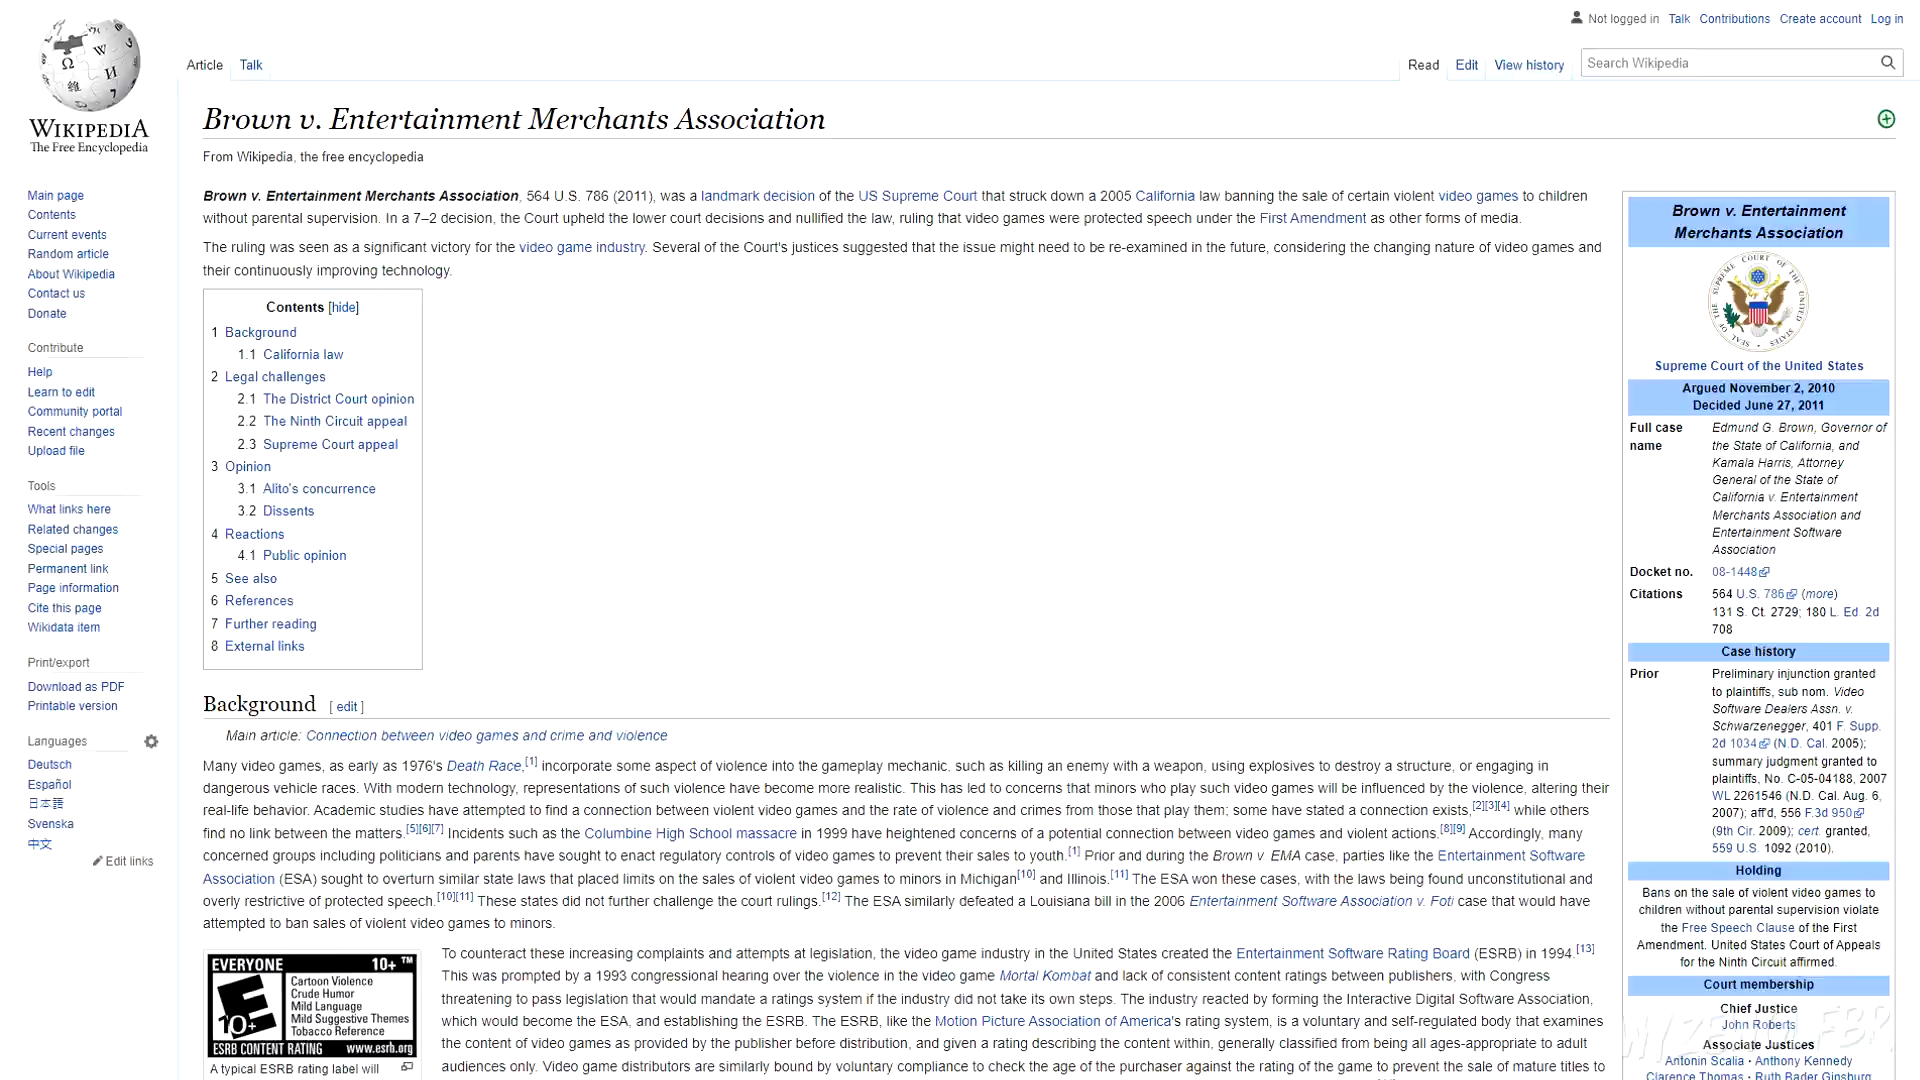 Not logged in Talk Contributions Create account Log in
Article Talk
Read Edit View history Search Wikipedia
WIKIPEDIA
The Free Encyclopedia
Main page
Contents
Current events
Random article
About Wikipedia
Contact us
Donate
Contribute
Help
Learn to edit
Community portal
Recent changes
Upload file
Tools
What links here
Related changes
Special pages
Permanent link
Page information
Cite this page
Wikidata item
Print/export
Download as PDF
Printable version
Languages
Deutsch
Español
日本語
Svenska
中文
Edit links
Brown v. Entertainment Merchants Association
From Wikipedia, the free encyclopedia
Brown v. Entertainment Merchants Association, 564 U.S. 786 (2011), was a landmark decision of the US Supreme Court that struck down a 2005 California law banning the sale of certain violent video games to children
without parental supervision. In a 7–2 decision, the Court upheld the lower court decisions and nullified the law, ruling that video games were protected speech under the First Amendment as other forms of media.
The ruling was seen as a significant victory for the video game industry. Several of the Court's justices suggested that the issue might need to be re-examined in the future, considering the changing nature of video games and
their continuously improving technology.
Contents [hide]
1 Background
1.1 California law
2 Legal challenges
2.1 The District Court opinion
2.2 The Ninth Circuit appeal
2.3 Supreme Court appeal
3 Opinion
3.1 Alito's concurrence
3.2 Dissents
4 Reactions
4.1 Public opinion
5 See also
6 References
7 Further reading
8 External links
Background [ edit ]
Main article: Connection between video games and crime and violence
Many video games, as early as 1976's Death Race,[1] incorporate some aspect of violence into the gameplay mechanic, such as killing an enemy with a weapon, using explosives to destroy a structure, or engaging in
dangerous vehicle races. With modern technology, representations of such violence have become more realistic. This has led to concerns that minors who play such video games will be influenced by the violence, altering their
real-life behavior. Academic studies have attempted to find a connection between violent video games and the rate of violence and crimes from those that play them; some have stated a connection exists,[2][3][4] while others
find no link between the matters.[5][6][7] Incidents such as the Columbine High School massacre in 1999 have heightened concerns of a potential connection between video games and violent actions.[8][9] Accordingly, many
concerned groups including politicians and parents have sought to enact regulatory controls of video games to prevent their sales to youth.[1] Prior and during the Brown v EMA case, parties like the Entertainment Software
Association (ESA) sought to overturn similar state laws that placed limits on the sales of violent video games to minors in Michigan[10] and Illinois.[11] The ESA won these cases, with the laws being found unconstitutional and
overly restrictive of protected speech.[10][11] These states did not further challenge the court rulings.[12] The ESA similarly defeated a Louisiana bill in the 2006 Entertainment Software Association v. Foti case that would have
attempted to ban sales of violent video games to minors.
EVERYONE 10+ ™
E
10+
Cartoon Violence
Crude Humor
Mild Language
Mild Suggestive Themes
Tobacco Reference
ESRB CONTENT RATING www.esrb.org
A typical ESRB rating label will
To counteract these increasing complaints and attempts at legislation, the video game industry in the United States created the Entertainment Software Rating Board (ESRB) in 1994.[13]
This was prompted by a 1993 congressional hearing over the violence in the video game Mortal Kombat and lack of consistent content ratings between publishers, with Congress
threatening to pass legislation that would mandate a ratings system if the industry did not take its own steps. The industry reacted by forming the Interactive Digital Software Association,
which would become the ESA, and establishing the ESRB. The ESRB, like the Motion Picture Association of America's rating system, is a voluntary and self-regulated body that examines
the content of video games as provided by the publisher before distribution, and given a rating describing the content within, generally classified from being all ages-appropriate to adult
audiences only. Video game distributors are similarly bound by voluntary compliance to check the age of the purchaser against the rating of the game to prevent the sale of mature titles to
Brown v. Entertainment
Merchants Association
SEAL OF THE SUPREME COURT OF THE UNITED STATES
Supreme Court of the United States
Argued November 2, 2010
Decided June 27, 2011
Full case name Edmund G. Brown, Governor of
the State of California, and
Kamala Harris, Attorney
General of the State of
California v. Entertainment
Merchants Association and
Entertainment Software
Association
Docket no. 08-1448
Citations 564 U.S. 786 (more)
131 S. Ct. 2729; 180 L. Ed. 2d
708
Case history
Prior Preliminary injunction granted
to plaintiffs, sub nom. Video
Software Dealers Assn. v.
Schwarzenegger, 401 F. Supp.
2d 1034 (N.D. Cal. 2005);
summary judgment granted to
plaintiffs, No. C-05-04188, 2007
WL 2261546 (N.D. Cal. Aug. 6,
2007); aff'd, 556 F.3d 950
(9th Cir. 2009); cert. granted,
559 U.S. 1092 (2010).
Holding
Bans on the sale of violent video games to
children without parental supervision violate
the Free Speech Clause of the First
Amendment. United States Court of Appeals
for the Ninth Circuit affirmed.
Court membership
Chief Justice
John Roberts
Associate Justices
Antonin Scalia · Anthony Kennedy
Clarence Thomas · Ruth Bader Ginsburg